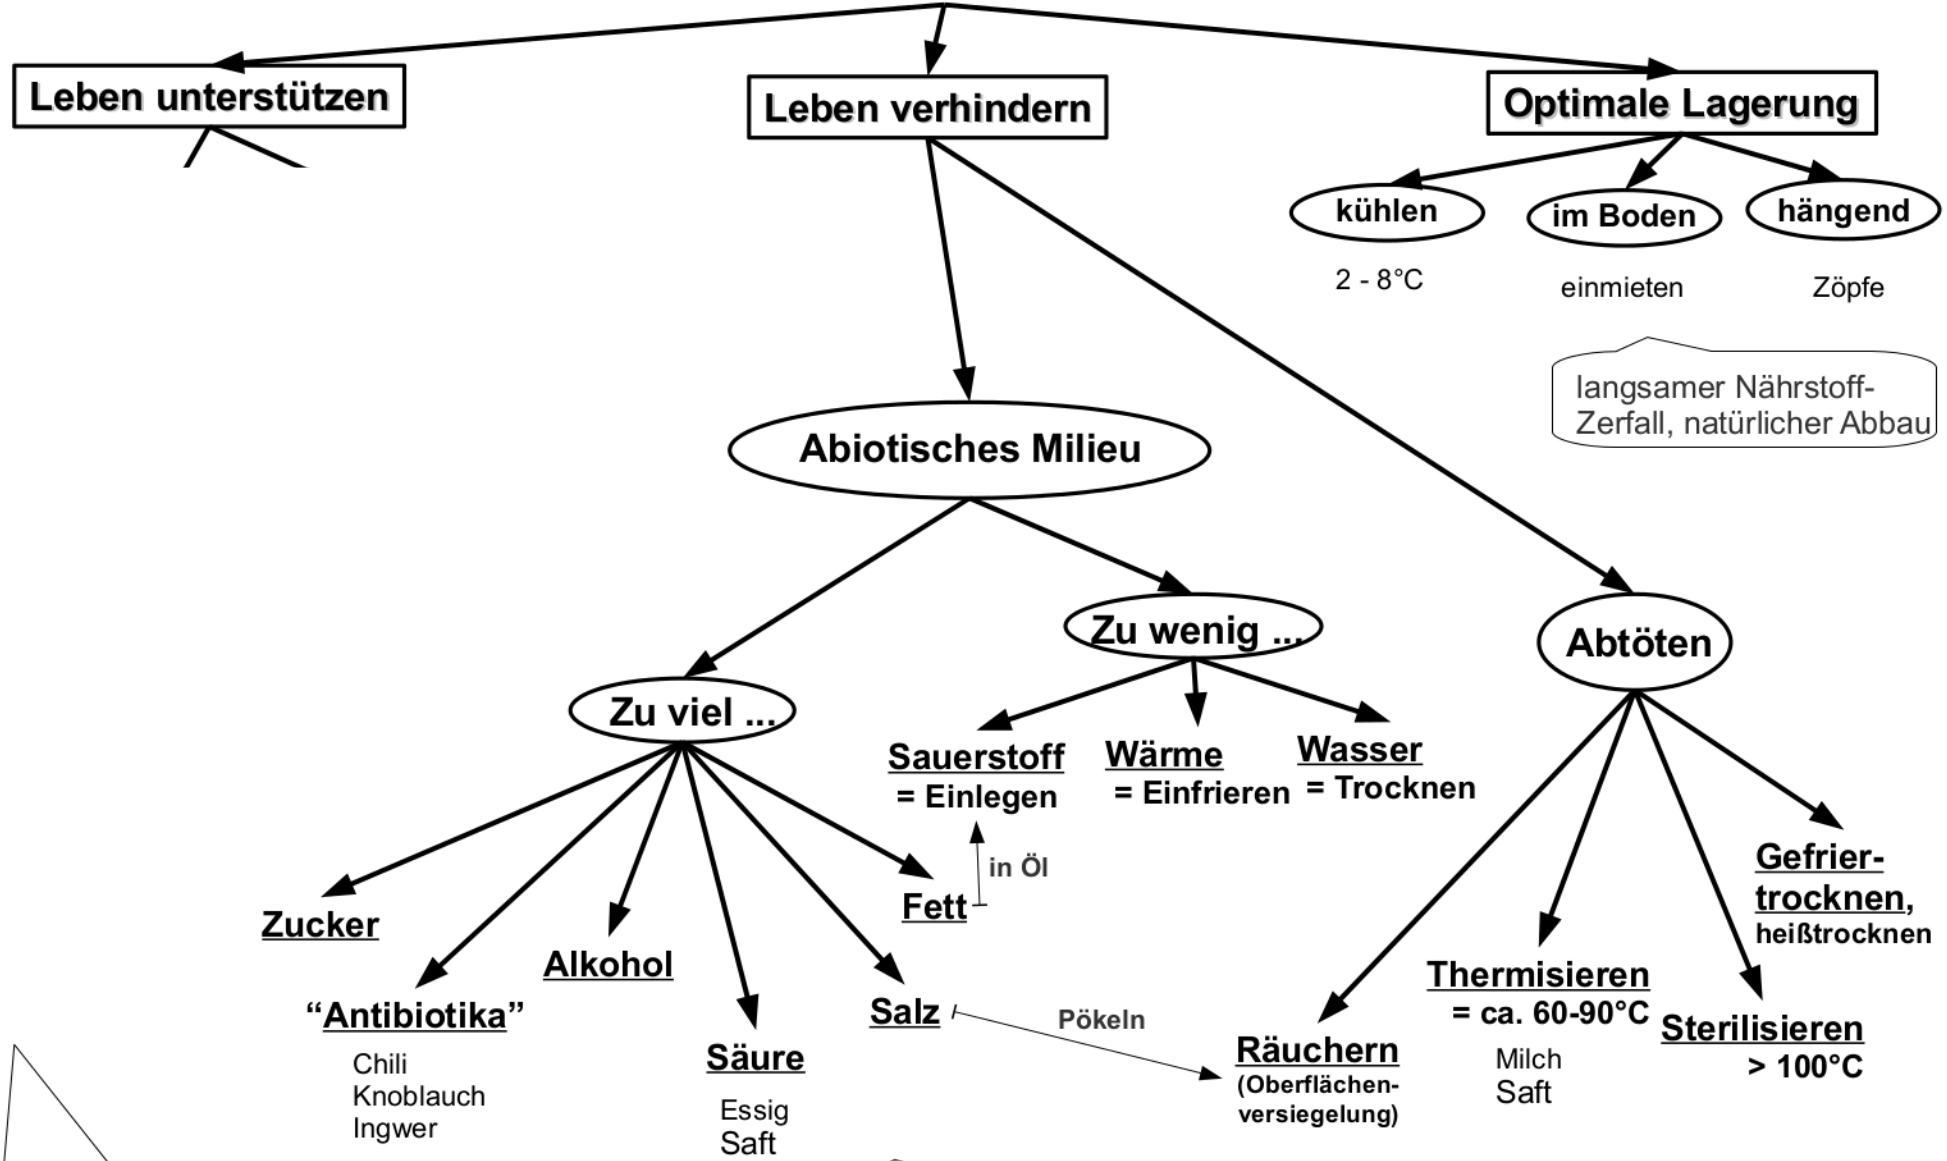 Leben unterstützen
Leben verhindern
Optimale Lagerung
kühlen
im Boden
hängend
2 - 8°C
einmieten
Zöpfe
langsamer Nährstoff-
Zerfall, natürlicher Abbau
Abiotisches Milieu
Zu wenig ...
Abtöten
Zu viel ...
Sauerstoff
= Einlegen
Wärme
= Einfrieren
Wasser
= Trocknen
in Öl
Fett
Zucker
Alkohol
“Antibiotika”
Chili
Knoblauch
Ingwer
Säure
Essig
Saft
Salz
Pökeln
Räuchern
(Oberflächen-
versiegelung)
Thermisieren
= ca. 60-90°C
Milch
Saft
Sterilisieren
> 100°C
Gefrier-
trocknen,
heißtrocknen